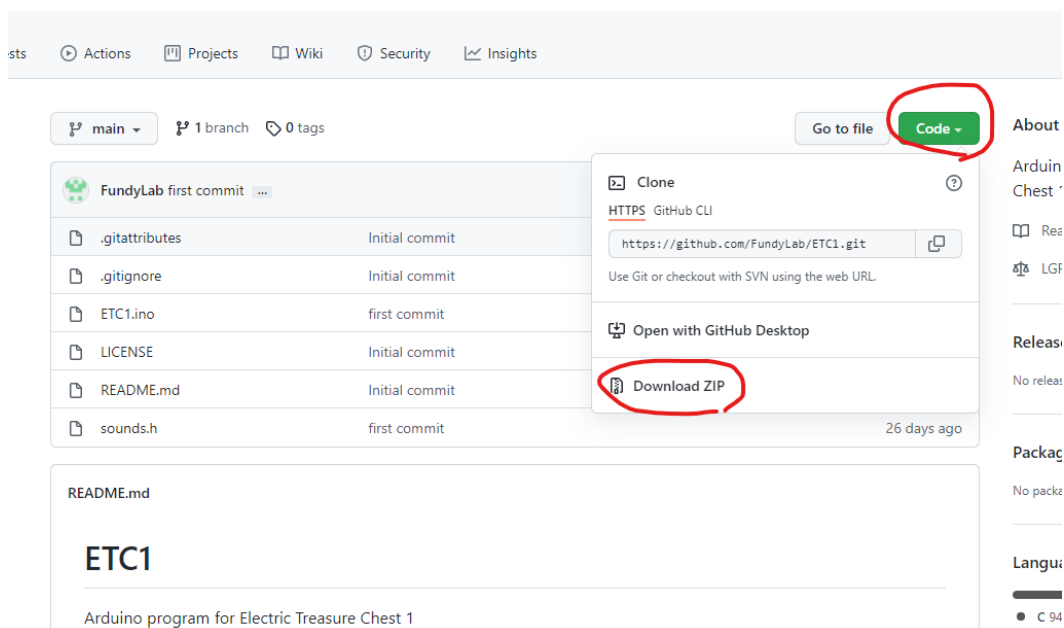 ests Actions Projects Wiki Security Insights
main 1 branch 0 tags Go to file Code
About
FundyLab first commit ...
Clone
HTTPS GitHub CLI
https://github.com/FundyLab/ETC1.git
Use Git or checkout with SVN using the web URL.
Open with GitHub Desktop
Download ZIP
.gitattributes Initial commit
.gitignore Initial commit
ETC1.ino first commit
LICENSE Initial commit
README.md Initial commit
sounds.h first commit 26 days ago
README.md
ETC1
Arduino program for Electric Treasure Chest 1
Arduin
Chest 1
Rea
LGP
Release
No releas
Packag
No packa
Langua
C 94